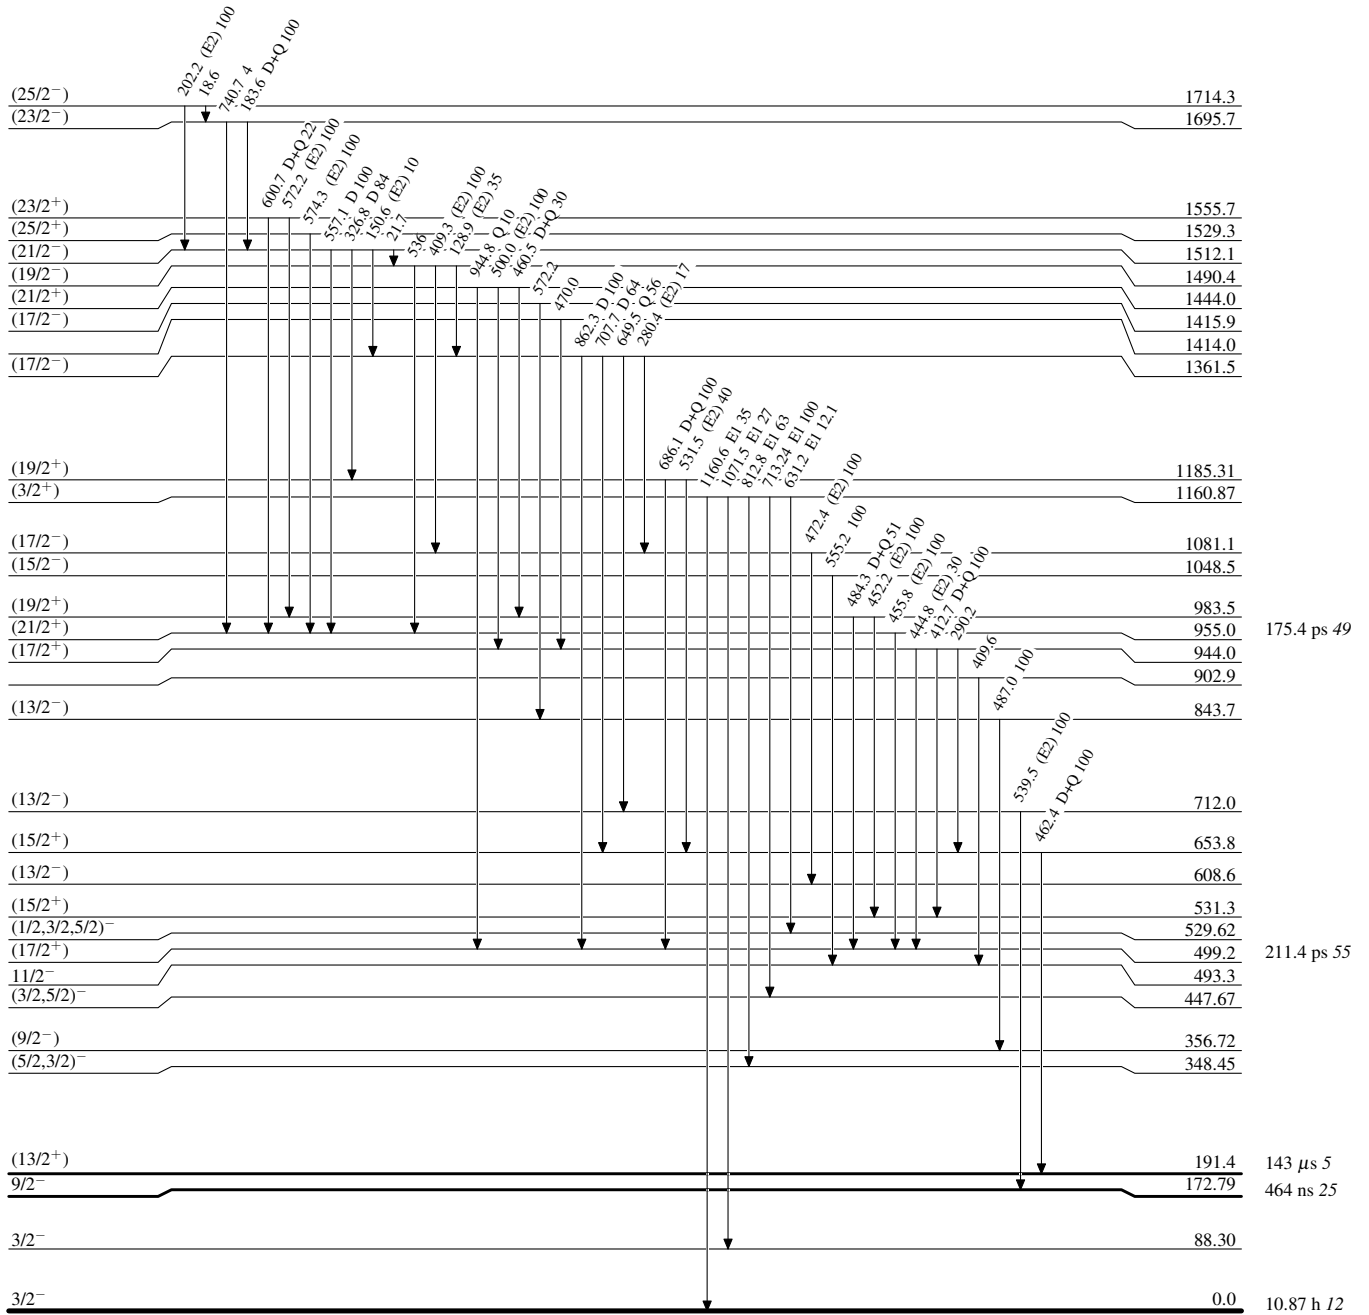 202.2 (E2) 100
18.6
740.7 4
183.6 D+Q 100
(25/2−) 1714.3
(23/2−) 1695.7
600.7 D+Q 22
572.2 (E2) 100
574.3 (E2) 100
557.1 D 100
326.8 D 84
150.6 (E2) 10
21.7
536
409.3 (E2) 100
128.9 (E2) 35
944.8 Q 10
500.0 (E2) 100
460.5 D+Q 30
572.2
470.0
862.3 D 100
707.7 D 64
649.5 Q 56
280.4 (E2) 17
(23/2+) 1555.7
(25/2+) 1529.3
(21/2−) 1512.1
(19/2−) 1490.4
(21/2+) 1444.0
(17/2−) 1415.9
1414.0
(17/2−) 1361.5
686.1 D+Q 100
531.5 (E2) 40
1160.6 E1 35
1071.5 E1 27
812.8 E1 63
713.24 E1 100
631.2 E1 12.1
(19/2+) 1185.31
(3/2+) 1160.87
472.4 (E2) 100
555.2 100
(17/2−) 1081.1
(15/2−) 1048.5
484.3 D+Q 51
452.2 (E2) 100
455.8 (E2) 100
444.8 (E2) 30
412.7 D+Q 100
290.2
409.6
487.0 100
(19/2+) 983.5
(21/2+) 955.0 175.4 ps 49
(17/2+) 944.0
902.9
(13/2−) 843.7
539.5 (E2) 100
462.4 D+Q 100
(13/2−) 712.0
(15/2+) 653.8
(13/2−) 608.6
(15/2+) 531.3
(1/2,3/2,5/2)− 529.62
(17/2+) 499.2 211.4 ps 55
11/2− 493.3
(3/2,5/2)− 447.67
(9/2−) 356.72
(5/2,3/2)− 348.45
(13/2+) 191.4 143 μs 5
9/2− 172.79 464 ns 25
3/2− 88.30
3/2− 0.0 10.87 h 12